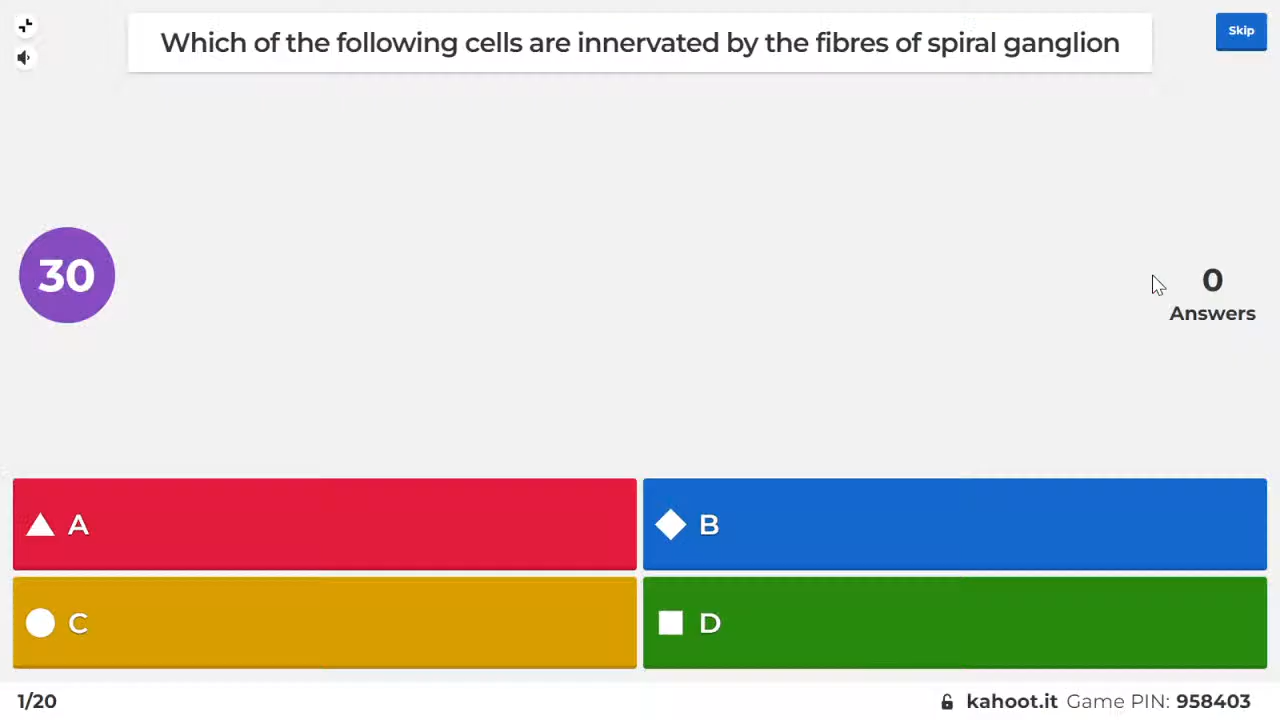 Which of the following cells are innervated by the fibres of spiral ganglion
Skip
30
0
Answers
A
B
C
D
1/20
kahoot.it Game PIN: 958403